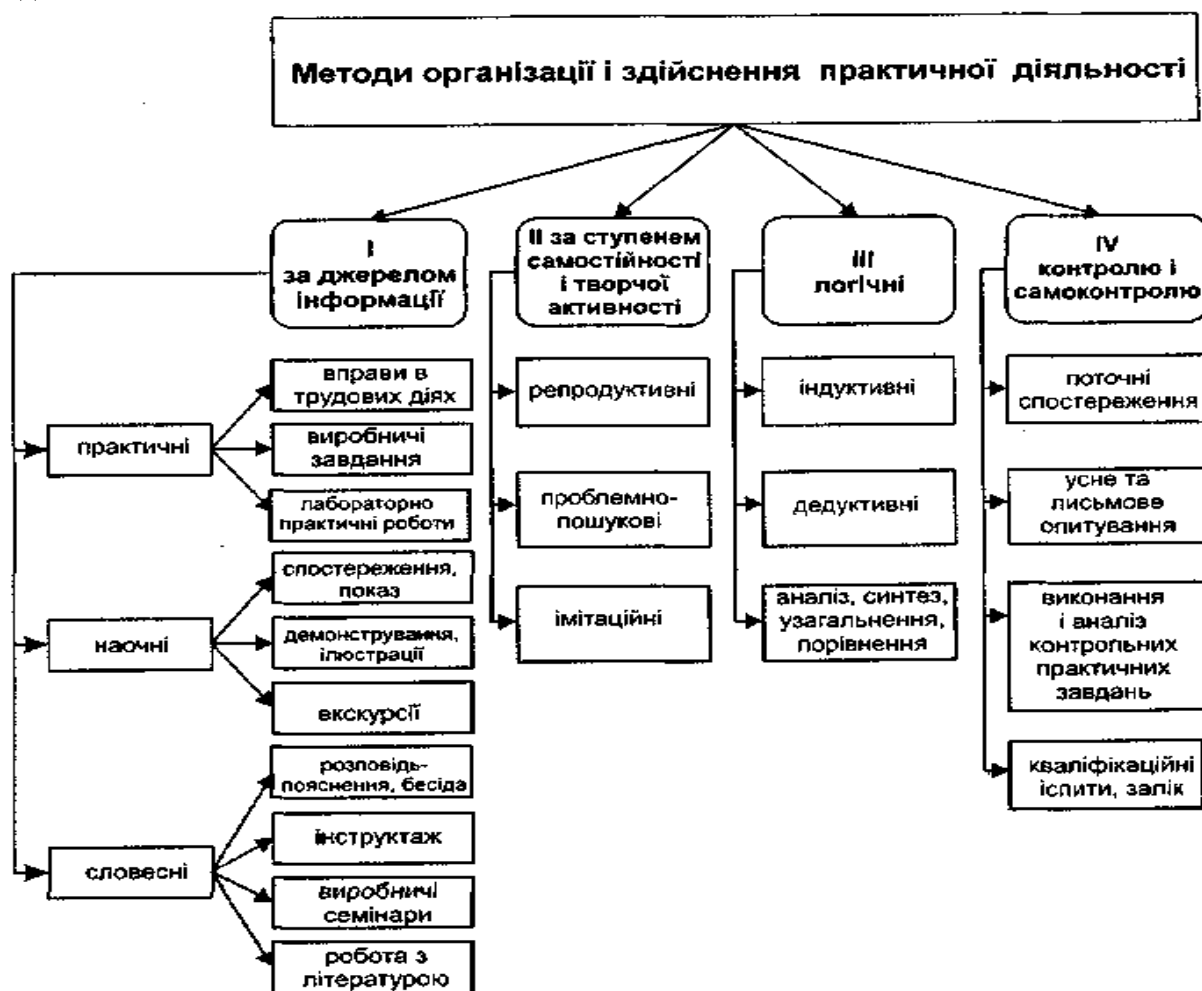 Методи організації і здійснення практичної діяльності
I
за джерелом
інформації
II за ступенем
самостійності
і творчої
активності
III
логічні
IV
контролю і
самоконтролю
практичні
вправи в
трудових діях
виробничі
завдання
лабораторно
практичні роботи
наочні
спостереження,
показ
демонстрування,
ілюстрації
екскурсії
словесні
розповідь-
пояснення, бесіда
інструктаж
виробничі
семінари
робота з
літературою
репродуктивні
проблемно-
пошукові
імітаційні
індуктивні
дедуктивні
аналіз, синтез,
узагальнення,
порівнення
поточні
спостереження
усне та
письмове
опитування
виконання
і аналіз
контрольних
практичних
завдань
кваліфікаційні
іспити, залік